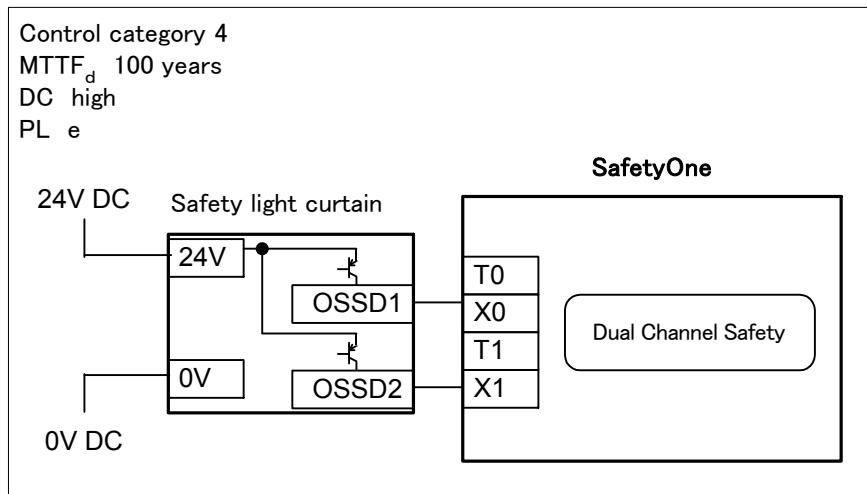 Control category 4
MTTFd 100 years
DC high
PL e
SafetyOne
24V DC
Safety light curtain
24V
OSSD1
0V
OSSD2
0V DC
T0
X0
T1
X1
Dual Channel Safety